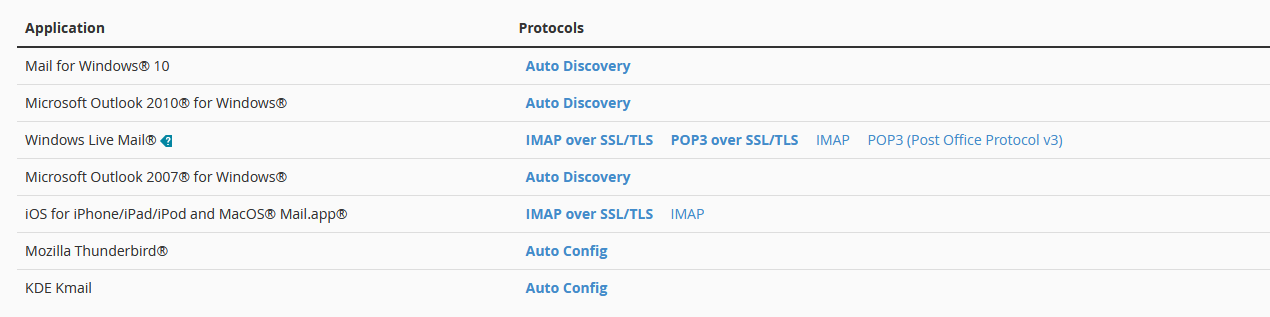 Application Protocols
Mail for Windows® 10 Auto Discovery
Microsoft Outlook 2010® for Windows® Auto Discovery
Windows Live Mail® ? IMAP over SSL/TLS POP3 over SSL/TLS IMAP POP3 (Post Office Protocol v3)
Microsoft Outlook 2007® for Windows® Auto Discovery
iOS for iPhone/iPad/iPod and MacOS® Mail.app® IMAP over SSL/TLS IMAP
Mozilla Thunderbird® Auto Config
KDE Kmail Auto Config